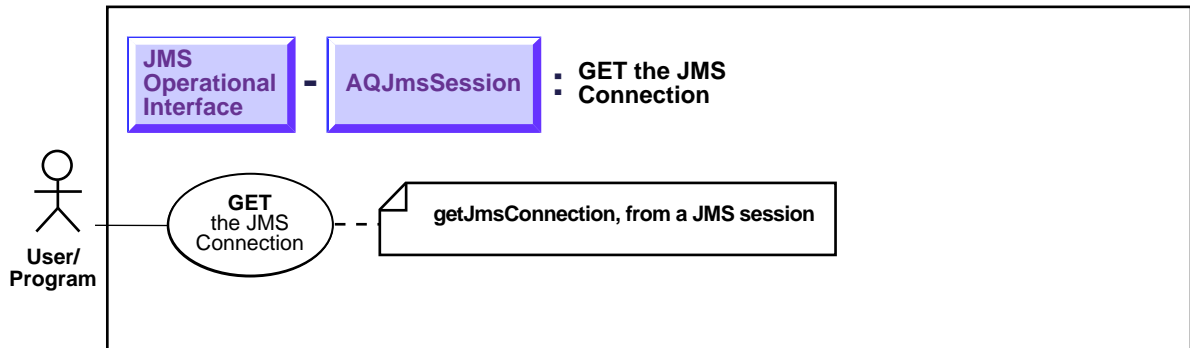 JMS
Operational
Interface
-
AQJmsSession
:
GET the JMS
Connection
User/
Program
GET
the JMS
Connection
getJmsConnection, from a JMS session